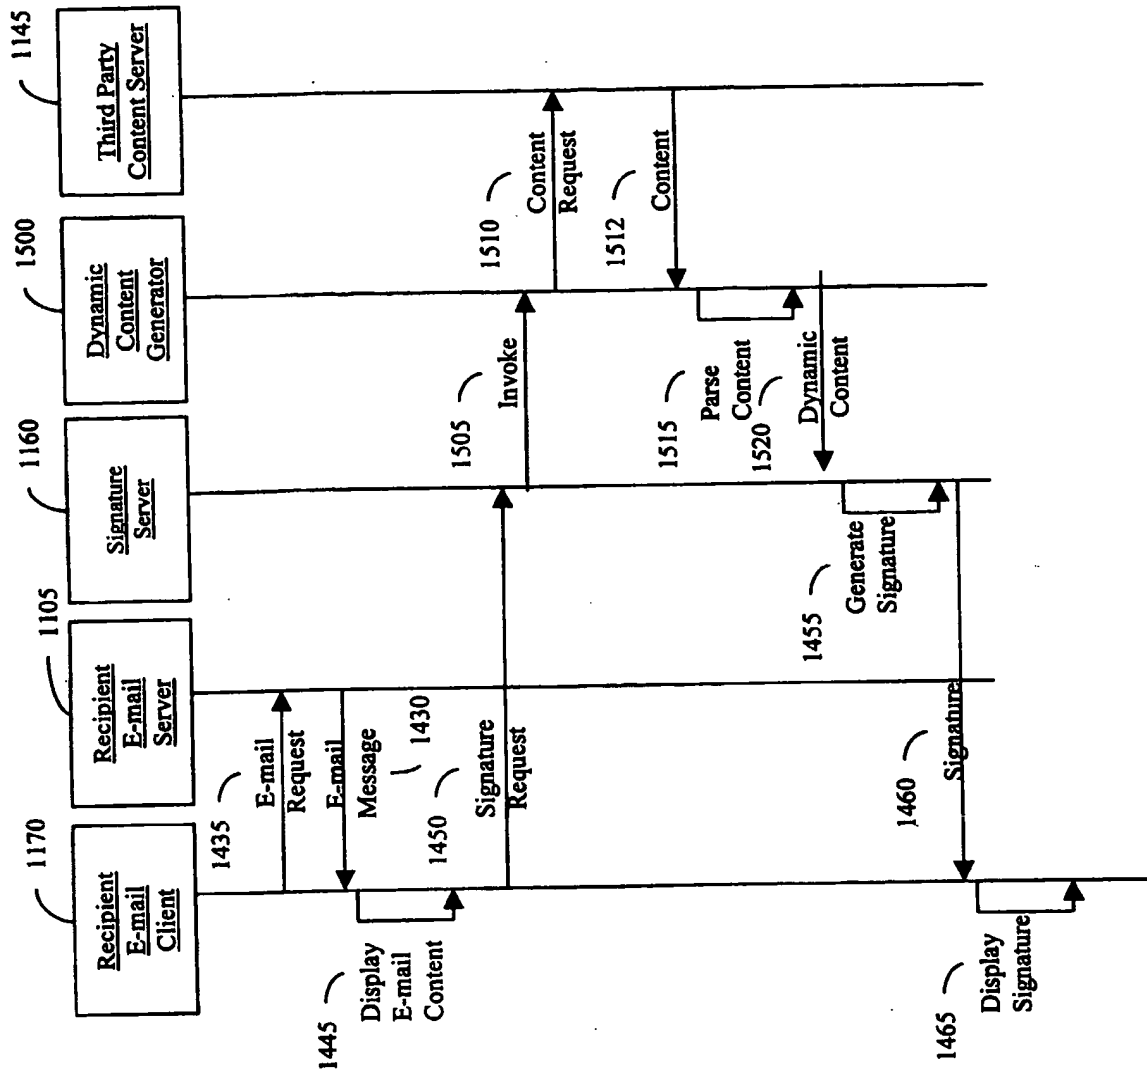 1170
Recipient
E-mail
Client
1105
Recipient
E-mail
Server
1160
Signature
Server
1500
Dynamic
Content
Generator
1145
Third Party
Content Server
1435
E-mail
Request
E-mail
Message
1430
1445
Display
E-mail
Content
1450
Signature
Request
1505
Invoke
1510
Content
Request
1512
Content
1515
Parse
Content
1520
Dynamic
Content
1455
Generate
Signature
1460
Signature
1465
Display
Signature